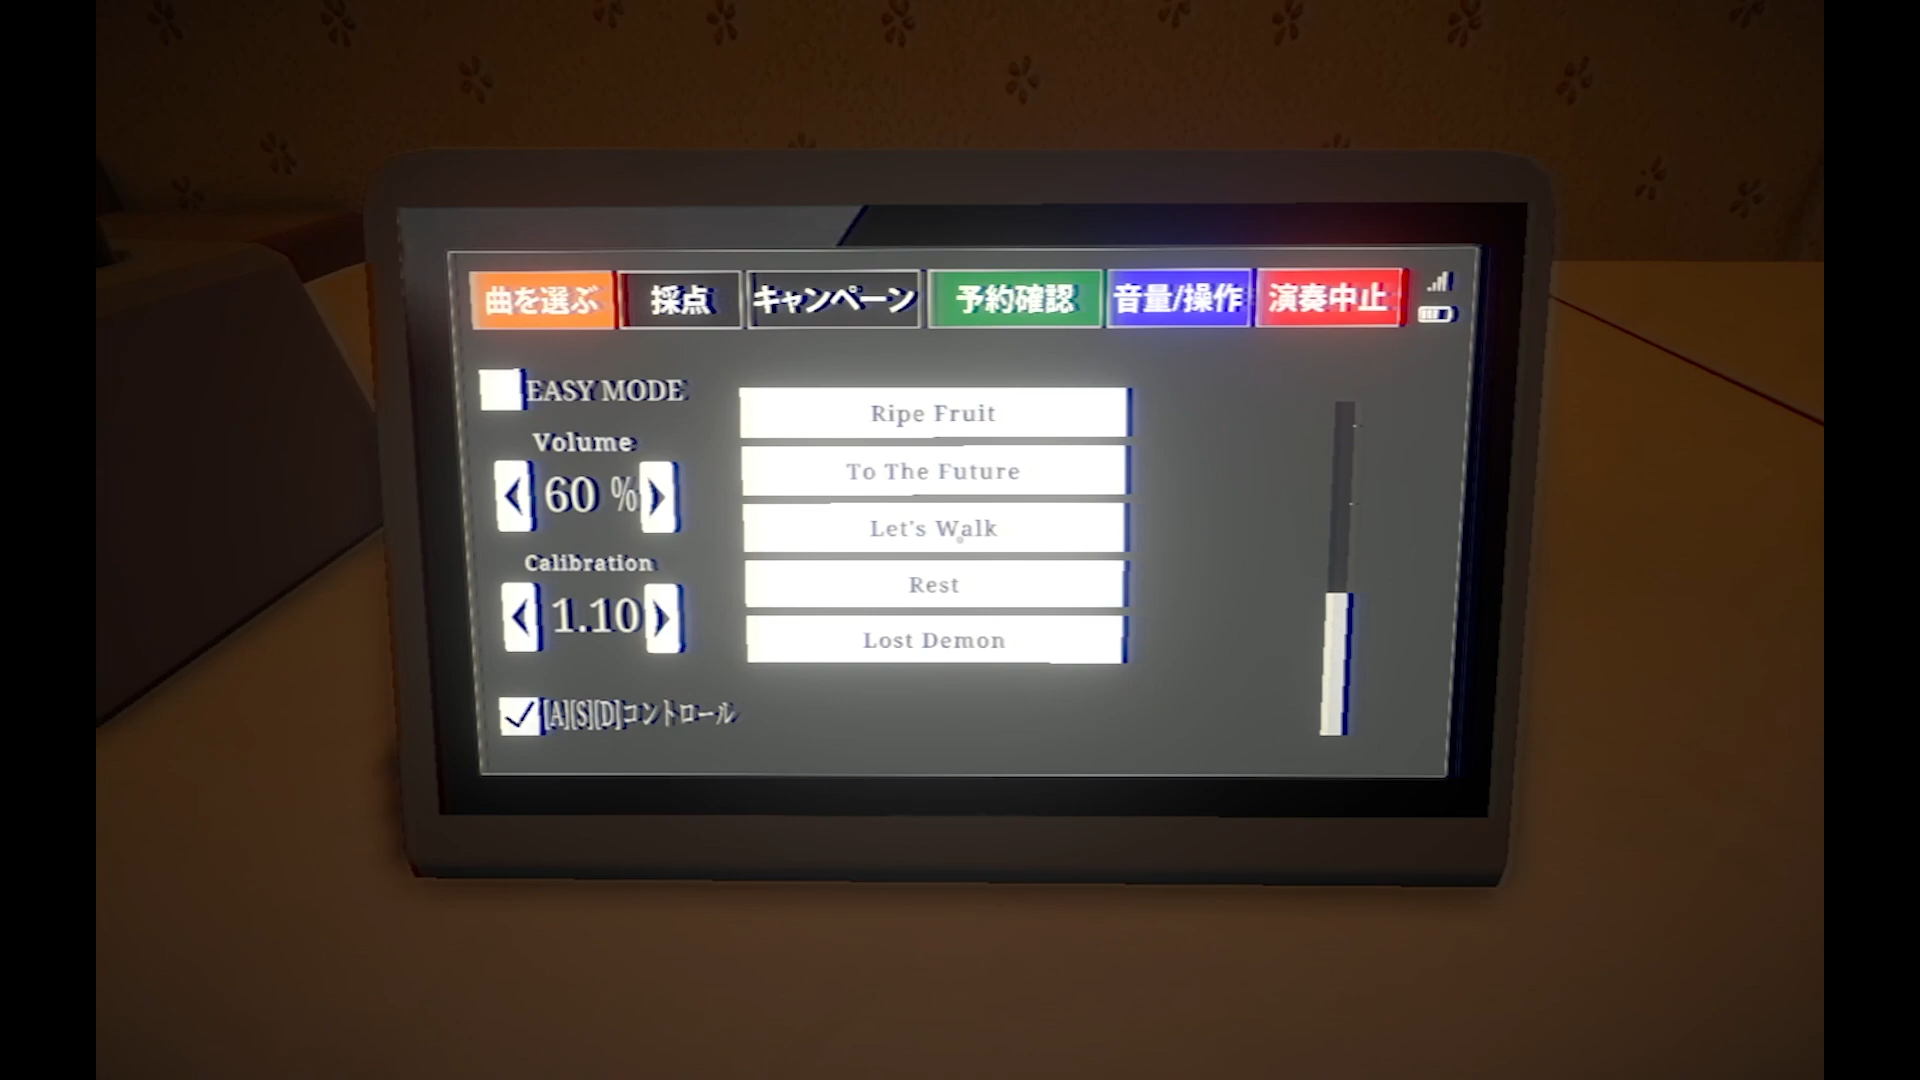 曲を選ぶ 採点 キャンペーン 予約確認 音量/操作 演奏中止
EASY MODE
Volume
60 %
Calibration
1.10
[A][S][D]コントロール
Ripe Fruit
To The Future
Let's Walk
Rest
Lost Demon